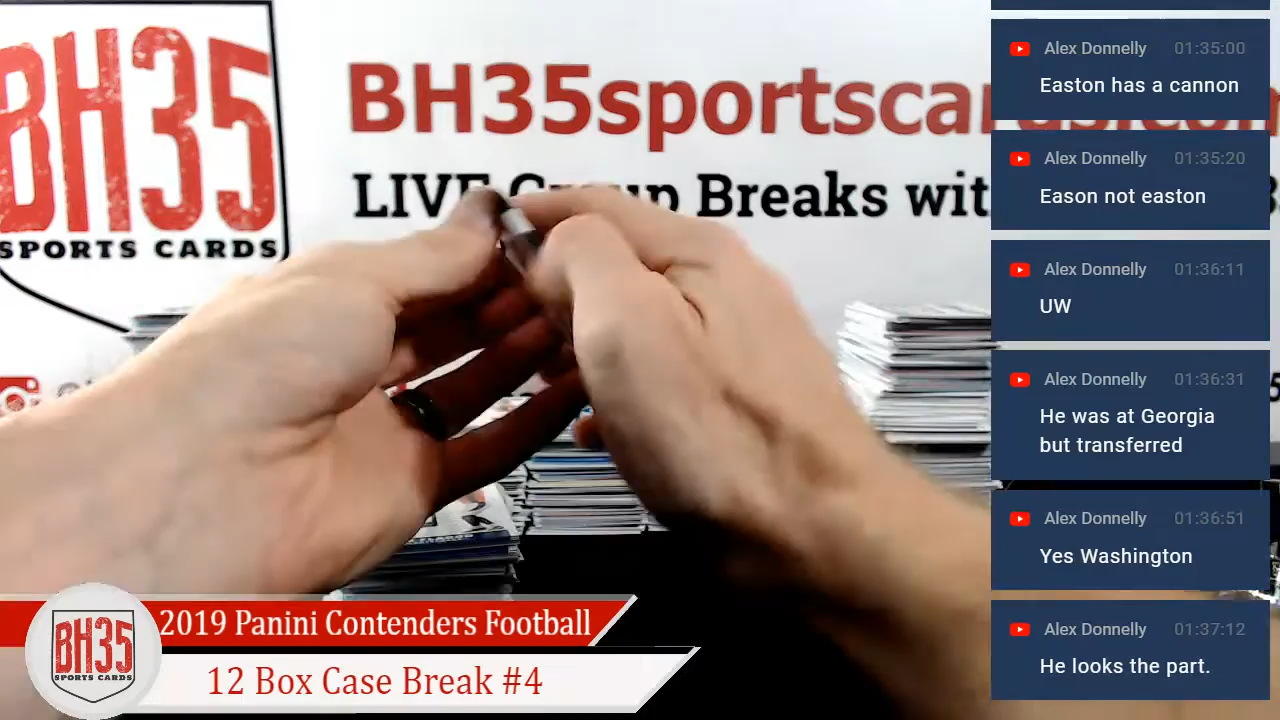 BH35
SPORTS CARDS
BH35sportscards.com
LIVE Group Breaks wit
Alex Donnelly 01:35:00
Easton has a cannon
Alex Donnelly 01:35:20
Eason not easton
Alex Donnelly 01:36:11
UW
Alex Donnelly 01:36:31
He was at Georgia
but transferred
Alex Donnelly 01:36:51
Yes Washington
Alex Donnelly 01:37:12
He looks the part.
BH35
SPORTS CARDS
2019 Panini Contenders Football
12 Box Case Break #4